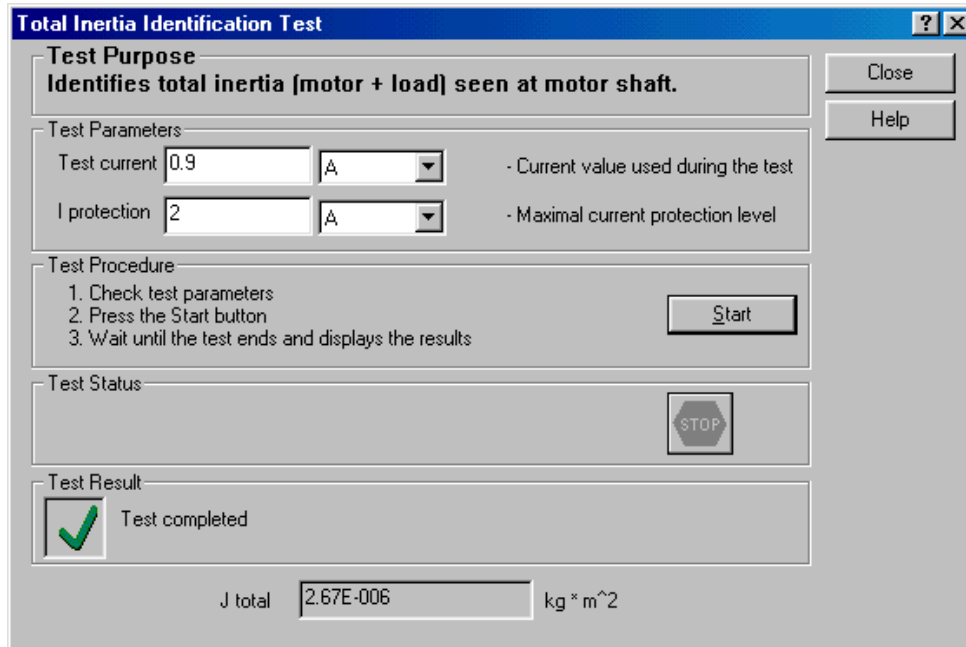 Total Inertia Identification Test
Test Purpose
Identifies total inertia (motor + load) seen at motor shaft.
Close
Help
Test Parameters
Test current 0.9 A - Current value used during the test
I protection 2 A - Maximal current protection level
Test Procedure
1. Check test parameters
2. Press the Start button
3. Wait until the test ends and displays the results
Start
Test Status
STOP
Test Result
Test completed
J total 2.67E-006 kg * m^2